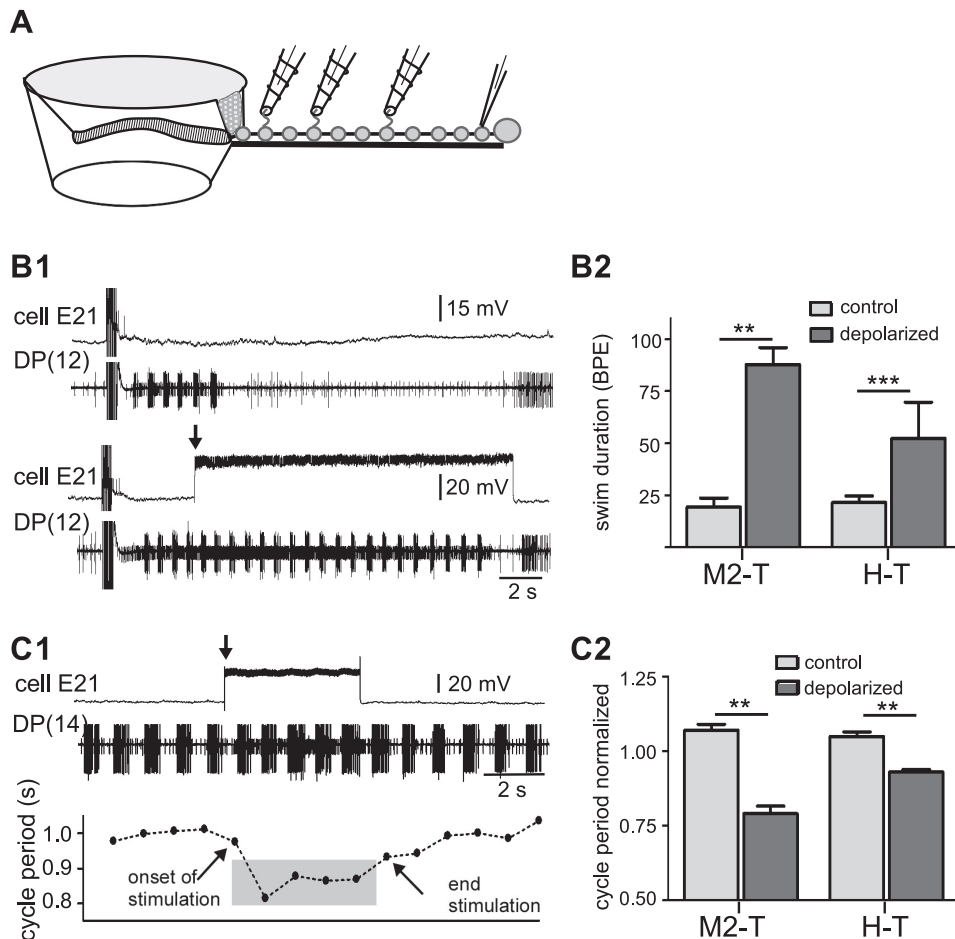 A
B1
cell E21
15 mV
DP(12)
cell E21
20 mV
DP(12)
2 s
B2
control
depolarized
swim duration (BPE)
100
75
50
25
**
***
M2-T
H-T
C1
cell E21
20 mV
DP(14)
2 s
cycle period (s)
1.0
0.9
0.8
onset of
stimulation
end
stimulation
C2
control
depolarized
cycle period normalized
1.25
1.00
0.75
0.50
**
**
M2-T
H-T